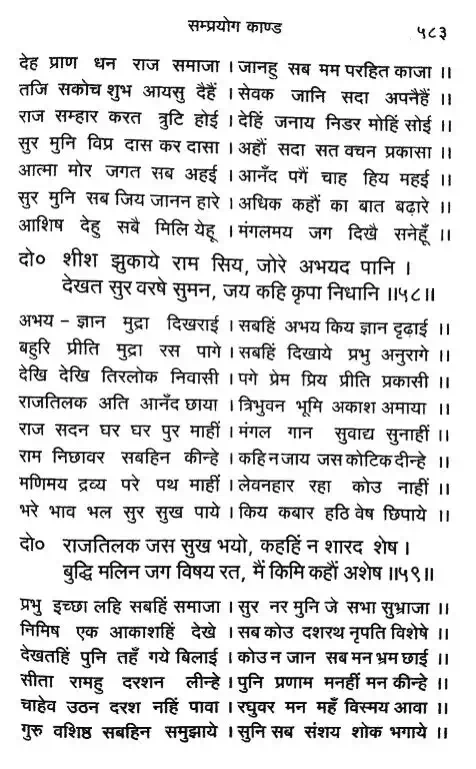 सम्प्रयोग काण्ड ५८३
देह प्राण धन राज समाजा । जानहु सब मम परहित काजा ।।
तजि सकोच शुभ आयसु दैहैं । सेवक जानि सदा अपनैहैं ।।
राज सम्हार करत त्रुटि होई । देहिं जनाय निडर मोहिं सोई ।।
सुर मुनि विप्र दास कर दासा । अहौं सदा सत वचन प्रकासा ।।
आत्मा मोर जगत सब अहई । आनँद पगैं चाह हिय महई ।।
सुर मुनि सब जिय जानन हारे । अधिक कहौं का बात बढ़ारे ।।
आशिष देहु सबै मिलि येहू । मंगलमय जग दिखै सनेहूँ ।।
दो० शीश झुकाये राम सिय, जोरे अभयद पानि ।
देखत सुर वरषे सुमन, जय कहि कृपा निधानि ।।५८।।
अभय – ज्ञान मुद्रा दिखराई । सबहिं अभय किय ज्ञान दृढ़ाई ।।
बहुरि प्रीति मुद्रा रस पागे । सबहिं दिखाये प्रभु अनुरागे ।।
देखि देखि तिरलोक निवासी । पगे प्रेम प्रिय प्रीति प्रकासी ।।
राजतिलक अति आनँद छाया । त्रिभुवन भूमि अकाश अमाया ।।
राज सदन घर घर पुर माहीं । मंगल गान सुवाद्य सुनाहीं ।।
राम निछावर सबहिन कीन्हे । कहि न जाय जस कोटिक दीन्हे ।।
मणिमय द्रव्य परे पथ माहीं । लेवनहार रहा कोउ नाहीं ।।
भरे भाव भल सुर सुख पाये । किय कबार हठि वेष छिपाये ।।
दो० राजतिलक जस सुख भयो, कहहिं न शारद शेष ।
बुद्धि मलिन जग विषय रत, मैं किमि कहौं अशेष ।।५९।।
प्रभु इच्छा लहि सबहिं समाजा । सुर नर मुनि जे सभा सुभ्राजा ।।
निमिष एक आकाशहिं देखे । सब कोउ दशरथ नृपति विशेषे ।।
देखतहिं पुनि तहँ गये बिलाई । कोउ न जान सब मन भ्रम छाई ।।
सीता रामहु दरशन लीन्हे । पुनि प्रणाम मनहीं मन कीन्हे ।।
चाहेव उठन दरश नहिं पावा । रघुवर मन महँ विस्मय आवा ।।
गुरु वशिष्ठ सबहिन समुझाये । सुनि सब संशय शोक भगाये ।।